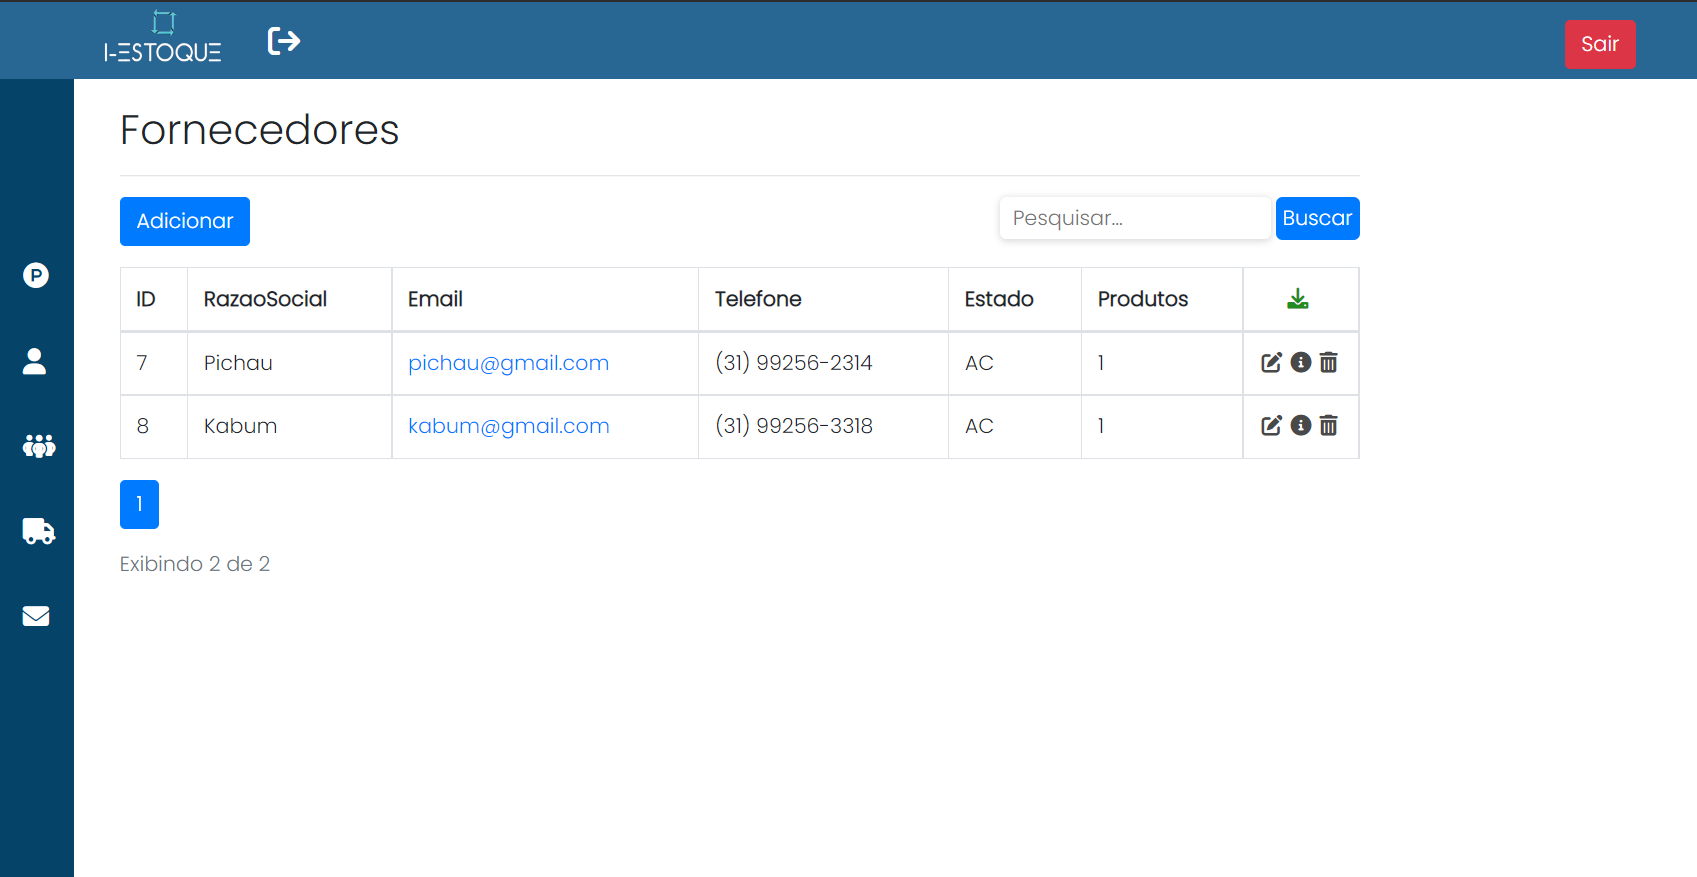 I-ESTOQUE
Sair
Fornecedores
Adicionar
Pesquisar...
Buscar
ID RazaoSocial Email Telefone Estado Produtos
7 Pichau pichau@gmail.com (31) 99256-2314 AC 1
8 Kabum kabum@gmail.com (31) 99256-3318 AC 1
1
Exibindo 2 de 2